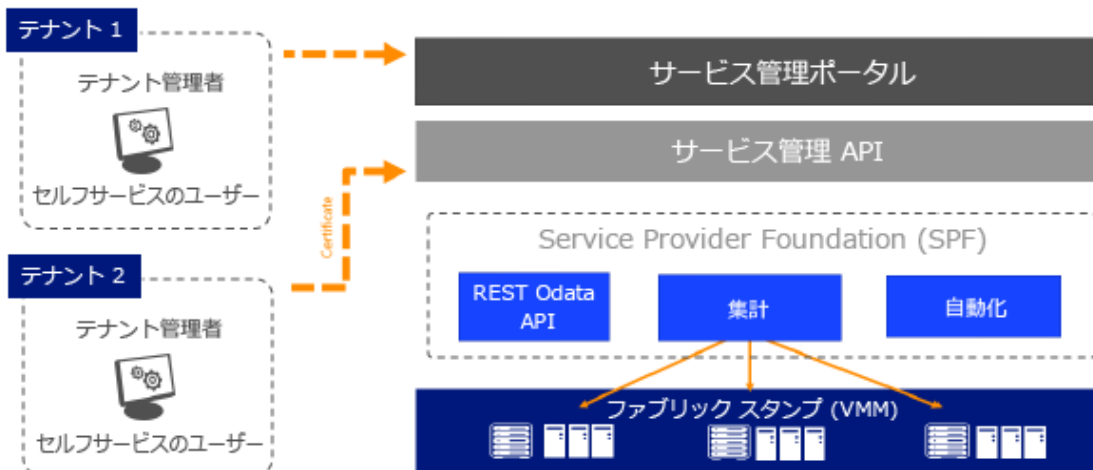 テナント 1
テナント管理者
セルフサービスのユーザー
テナント 2
テナント管理者
セルフサービスのユーザー
Certificate
サービス管理ポータル
サービス管理 API
Service Provider Foundation (SPF)
REST Odata
API
集計
自動化
ファブリック スタンプ (VMM)